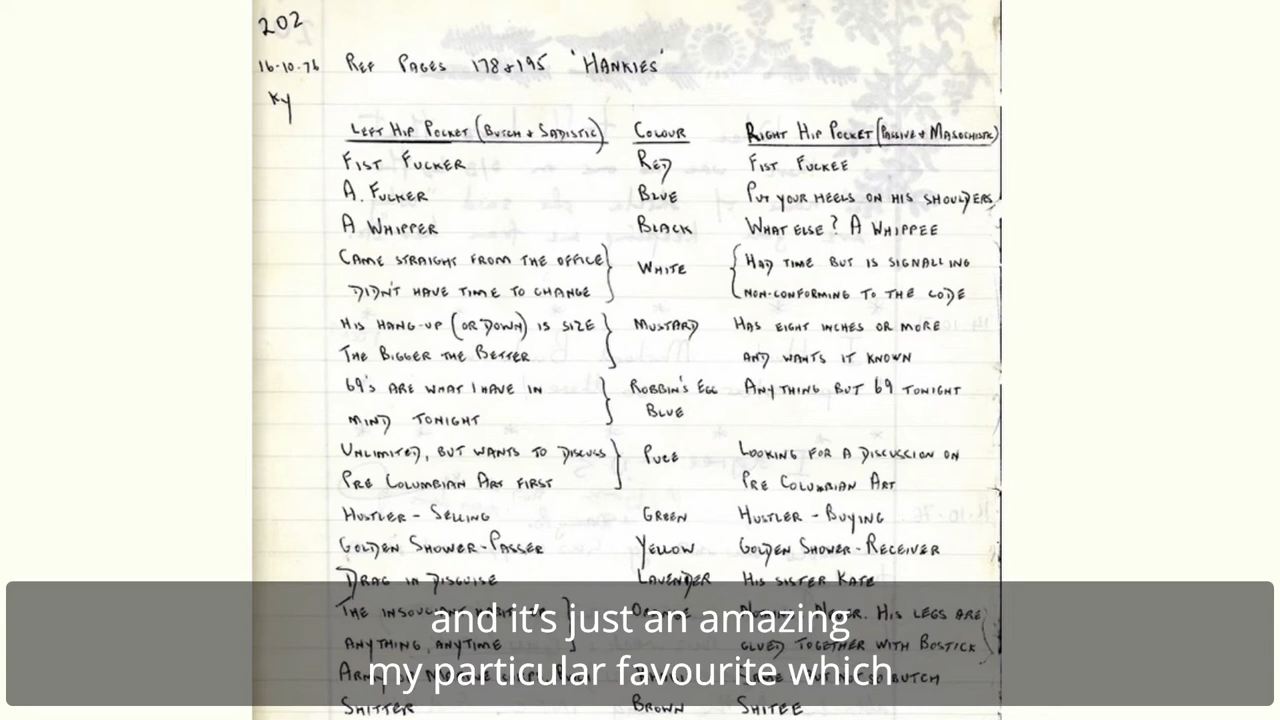 202
16-10-76 REF PAGES 178 & 195 'HANKIES'
Ky
LEFT HIP POCKET (BUTCH & SADISTIC) COLOUR RIGHT HIP POCKET (PASSIVE & MASOCHISTIC)
FIST FUCKER RED FIST FUCKEE
A. FUCKER BLUE PUT YOUR HEELS ON HIS SHOULDERS
A WHIPPER BLACK WHAT ELSE? A WHIPPEE
CAME STRAIGHT FROM THE OFFICE WHITE HAD TIME BUT IS SIGNALLING
DIDN'T HAVE TIME TO CHANGE NON-CONFORMING TO THE CODE
HIS HANG-UP (OR DOWN) IS SIZE MUSTARD HAS EIGHT INCHES OR MORE
THE BIGGER THE BETTER AND WANTS IT KNOWN
69'S ARE WHAT I HAVE IN ROBBIN'S EGG ANYTHING BUT 69 TONIGHT
MIND TONIGHT BLUE
UNLIMITED, BUT WANTS TO DISCUSS PUCE LOOKING FOR A DISCUSSION ON
PRE COLUMBIAN ART FIRST PRE COLUMBIAN ART
HUSTLER - SELLING GREEN HUSTLER - BUYING
GOLDEN SHOWER - PASSER YELLOW GOLDEN SHOWER - RECEIVER
DRAG IN DISGUISE LAVENDER HIS SISTER KATE
THE ORANGE HIS LEGS ARE
ANYTHING, ANYTIME GLUED TOGETHER WITH BOSTICK
BUTCH
SHITTER BROWN SHITEE
and it's just an amazing
my particular favourite which